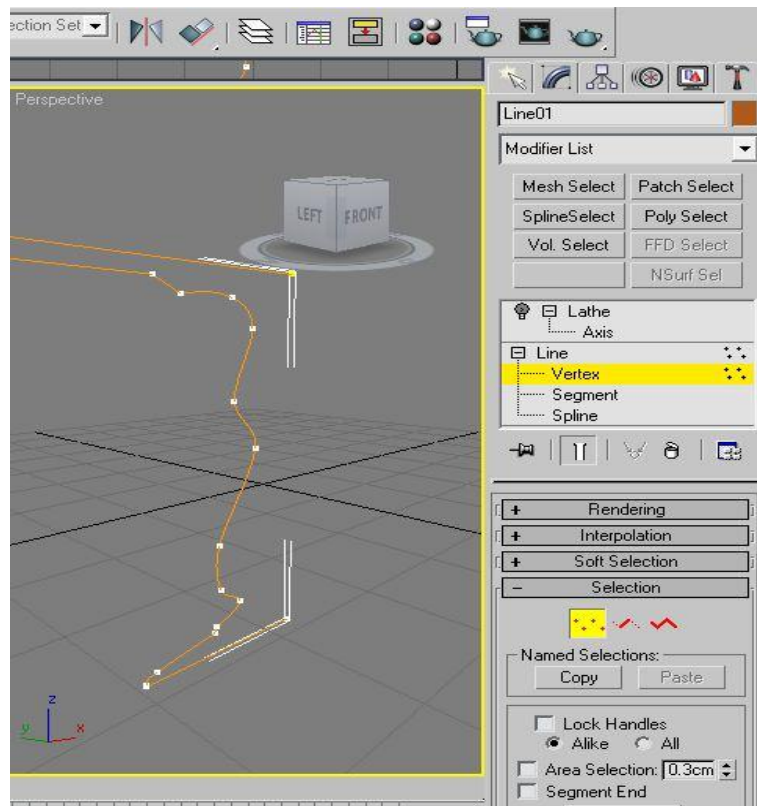 ection Set
Perspective
LEFT FRONT
z
y x
Line01
Modifier List
Mesh Select Patch Select
SplineSelect Poly Select
Vol. Select FFD Select
NSurf Sel
Lathe
Axis
Line
Vertex
Segment
Spline
+ Rendering
+ Interpolation
+ Soft Selection
- Selection
Named Selections:
Copy Paste
Lock Handles
Alike All
Area Selection: 0.3cm
Segment End